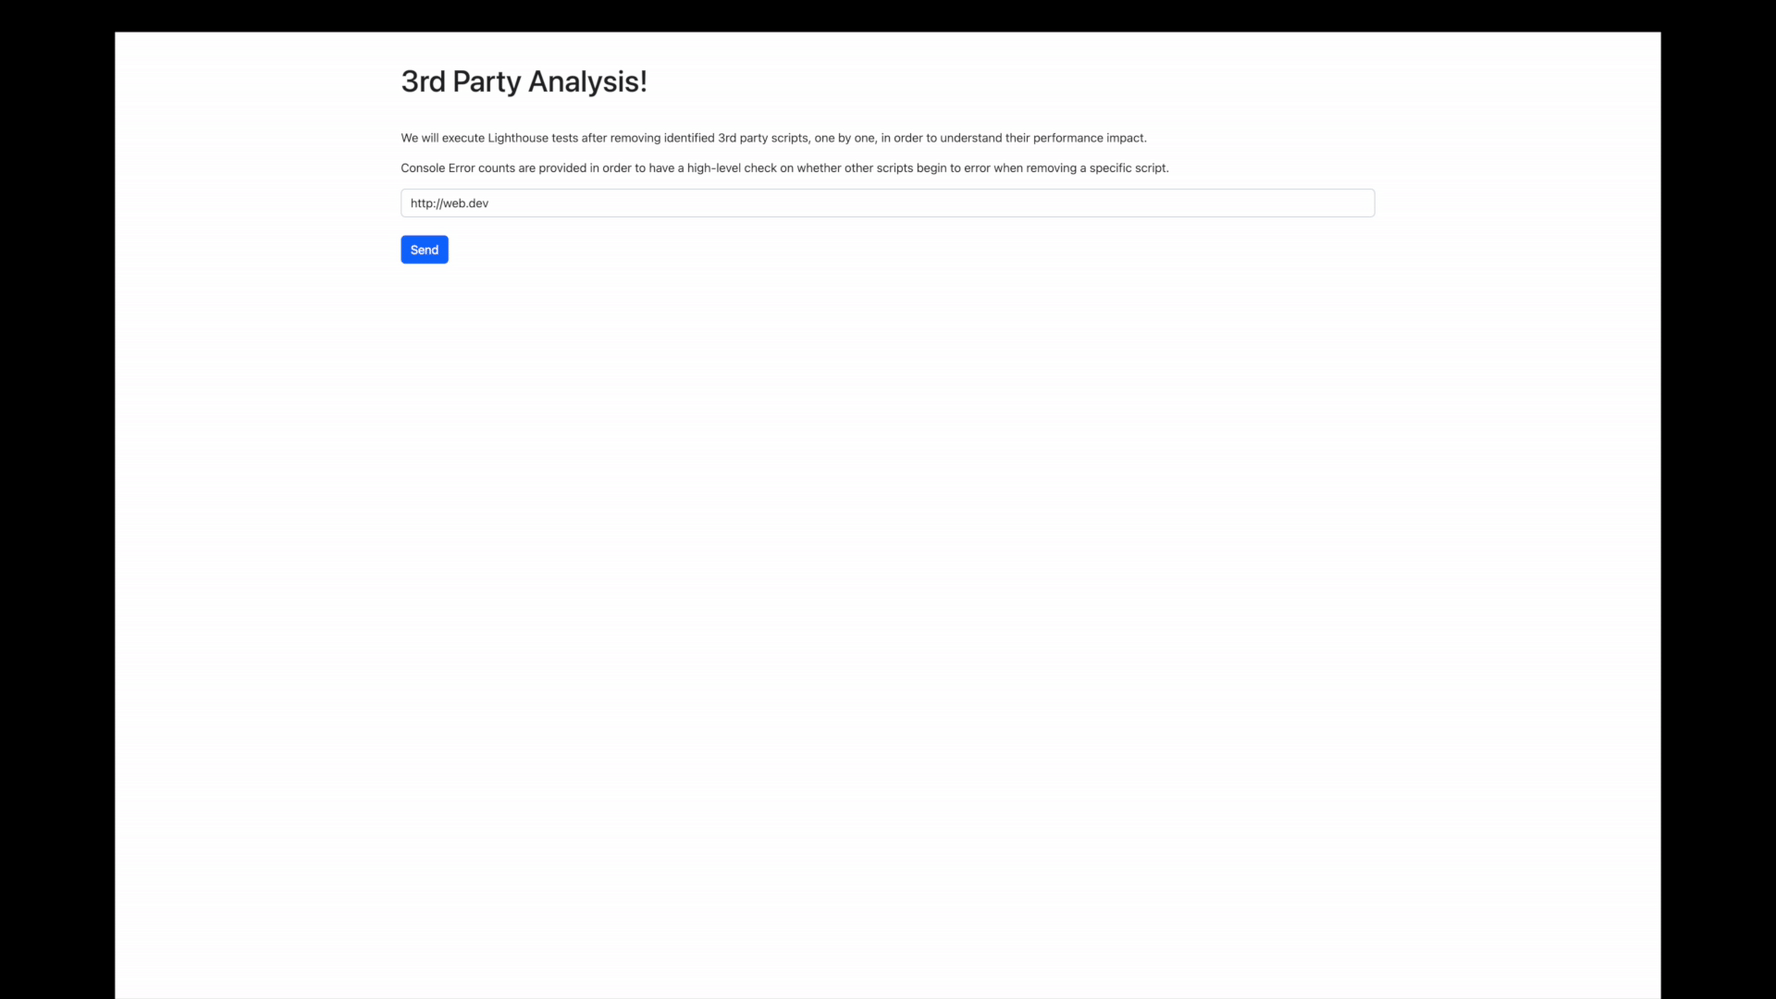 3rd Party Analysis!
We will execute Lighthouse tests after removing identified 3rd party scripts, one by one, in order to understand their performance impact.
Console Error counts are provided in order to have a high-level check on whether other scripts begin to error when removing a specific script.
http://web.dev
Send